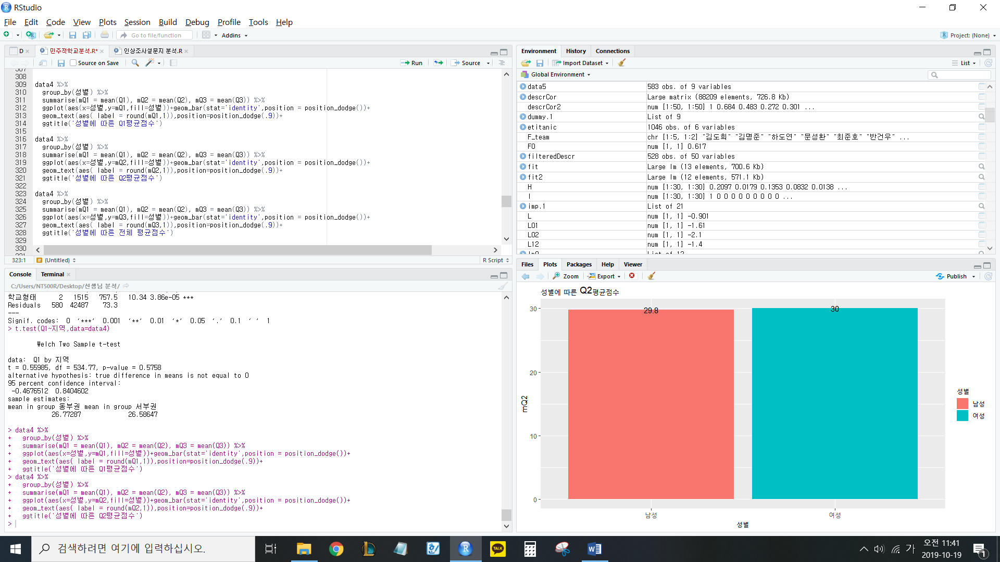 RStudio
File Edit Code View Plots Session Build Debug Profile Tools Help
Go to file/function Addins Project: (None)
D 민주적학교분석.R* 인상조사설문지 분석.R
Source on Save Run Source
307
308
309 data4 %>%
310 group_by(성별) %>%
311 summarise(mQ1 = mean(Q1), mQ2 = mean(Q2), mQ3 = mean(Q3)) %>%
312 ggplot(aes(x=성별,y=mQ1,fill=성별))+geom_bar(stat='identity',position = position_dodge())+
313 geom_text(aes( label = round(mQ1,1)),position=position_dodge(.9))+
314 ggtitle('성별에 따른 Q1평균점수')
315
316 data4 %>%
317 group_by(성별) %>%
318 summarise(mQ1 = mean(Q1), mQ2 = mean(Q2), mQ3 = mean(Q3)) %>%
319 ggplot(aes(x=성별,y=mQ2,fill=성별))+geom_bar(stat='identity',position = position_dodge())+
320 geom_text(aes( label = round(mQ2,1)),position=position_dodge(.9))+
321 ggtitle('성별에 따른 Q2평균점수')
322
323 data4 %>%
324 group_by(성별) %>%
325 summarise(mQ1 = mean(Q1), mQ2 = mean(Q2), mQ3 = mean(Q3)) %>%
326 ggplot(aes(x=성별,y=mQ3,fill=성별))+geom_bar(stat='identity',position = position_dodge())+
327 geom_text(aes( label = round(mQ3,1)),position=position_dodge(.9))+
328 ggtitle('성별에 따른 전체 평균점수')
329
330
323:1 (Untitled) R Script
Console Terminal
C:/Users/NT500R/Desktop/선생님 분석/
학교형태 2 1515 757.5 10.34 3.86e-05 ***
Residuals 580 42487 73.3
---
Signif. codes: 0 ‘***’ 0.001 ‘**’ 0.01 ‘*’ 0.05 ‘.’ 0.1 ‘ ’ 1
> t.test(Q1~지역,data=data4)
Welch Two Sample t-test
data: Q1 by 지역
t = 0.55985, df = 534.77, p-value = 0.5758
alternative hypothesis: true difference in means is not equal to 0
95 percent confidence interval:
-0.4676512 0.8404602
sample estimates:
mean in group 동부권 mean in group 서부권
26.77287 26.58647
> data4 %>%
+ group_by(성별) %>%
+ summarise(mQ1 = mean(Q1), mQ2 = mean(Q2), mQ3 = mean(Q3)) %>%
+ ggplot(aes(x=성별,y=mQ1,fill=성별))+geom_bar(stat='identity',position = position_dodge())+
+ geom_text(aes( label = round(mQ1,1)),position=position_dodge(.9))+
+ ggtitle('성별에 따른 Q1평균점수')
> data4 %>%
+ group_by(성별) %>%
+ summarise(mQ1 = mean(Q1), mQ2 = mean(Q2), mQ3 = mean(Q3)) %>%
+ ggplot(aes(x=성별,y=mQ2,fill=성별))+geom_bar(stat='identity',position = position_dodge())+
+ geom_text(aes( label = round(mQ2,1)),position=position_dodge(.9))+
+ ggtitle('성별에 따른 Q2평균점수')
>
Environment History Connections
Import Dataset List
Global Environment
data5 583 obs. of 9 variables
descrCor Large matrix (88209 elements, 726.8 Kb)
descrCor2 num [1:50, 1:50] 1 0.684 0.483 0.272 0.301 ...
dummy.1 List of 9
etitanic 1046 obs. of 6 variables
F_team chr [1:5, 1:2] "김도희" "김명준" "하도연" "문성환" "최준호" "반건우" ...
F0 num [1, 1] 0.617
filteredDescr 528 obs. of 50 variables
fit Large lm (13 elements, 700.6 Kb)
fit2 Large lm (12 elements, 571.1 Kb)
H num [1:30, 1:30] 0.2097 0.0179 0.1353 0.0832 0.0138 ...
I num [1:30, 1:30] 1 0 0 0 0 0 0 0 0 0 ...
imp.1 List of 21
L num [1, 1] -0.901
L01 num [1, 1] -1.61
L02 num [1, 1] -2.1
L12 num [1, 1] -1.4
Files Plots Packages Help Viewer
Zoom Export Publish
성별에 따른 Q2평균점수
30
20
10
0
mQ2
29.8
30
남성 여성
성별
성별
남성
여성
검색하려면 여기에 입력하십시오.
TALK
R
W
가
오전 11:41
2019-10-19
1